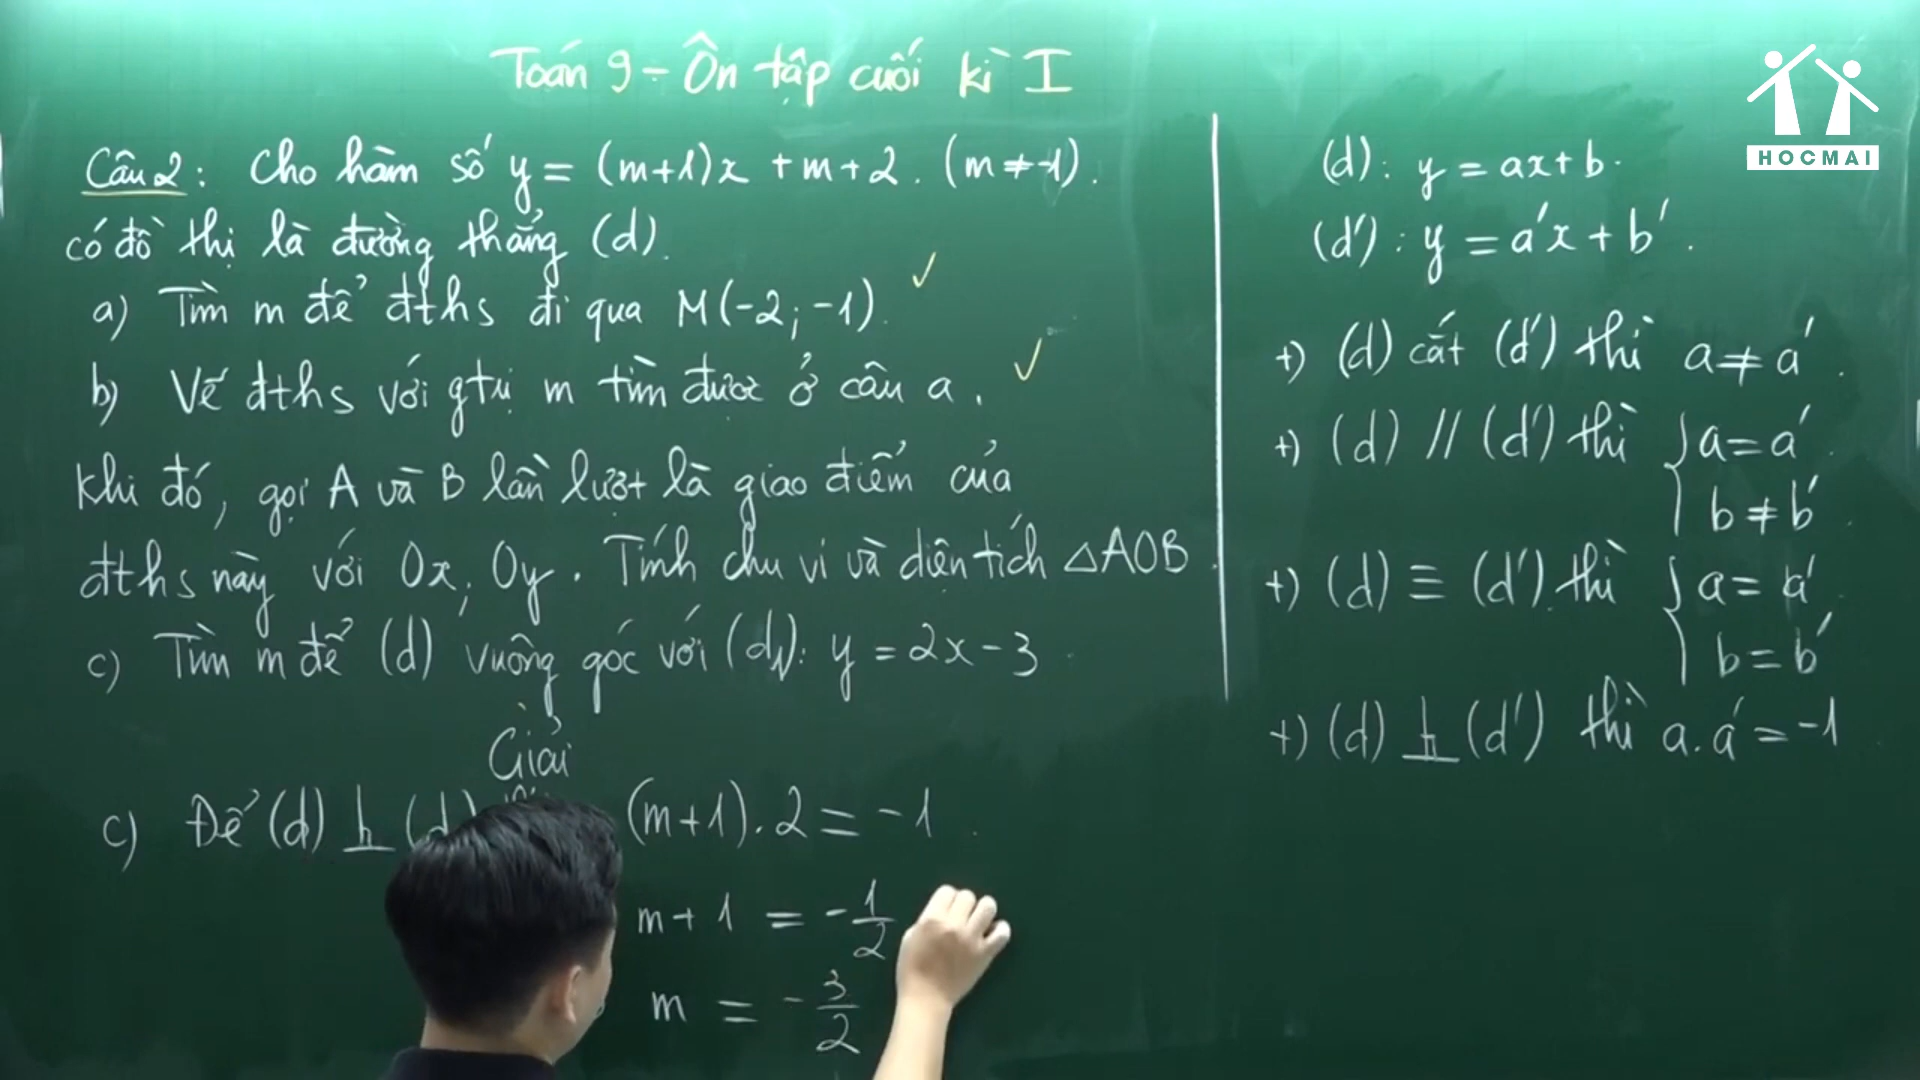 Toán 9 - Ôn tập cuối kì I
HOCMAI
Câu 2: Cho hàm số y = (m+1)x + m + 2. (m ≠ -1).
có đồ thị là đường thẳng (d).
a) Tìm m để đths đi qua M(-2; -1). ✓
b) Vẽ đths với gtrị m tìm được ở câu a. ✓
Khi đó, gọi A và B lần lượt là giao điểm của
đths này với Ox, Oy. Tính chu vi và diện tích △AOB.
c) Tìm m để (d) vuông góc với (d₁): y = 2x - 3
Giải
c) Để (d) ⊥ (d (m+1).2 = -1
m + 1 = -1/2
m = -3/2
(d): y = ax + b.
(d'): y = a'x + b'.
+) (d) cắt (d') thì a ≠ a'.
+) (d) // (d') thì { a = a'
b ≠ b'
+) (d) ≡ (d') thì { a = a'
b = b'
+) (d) ⊥ (d') thì a.a' = -1